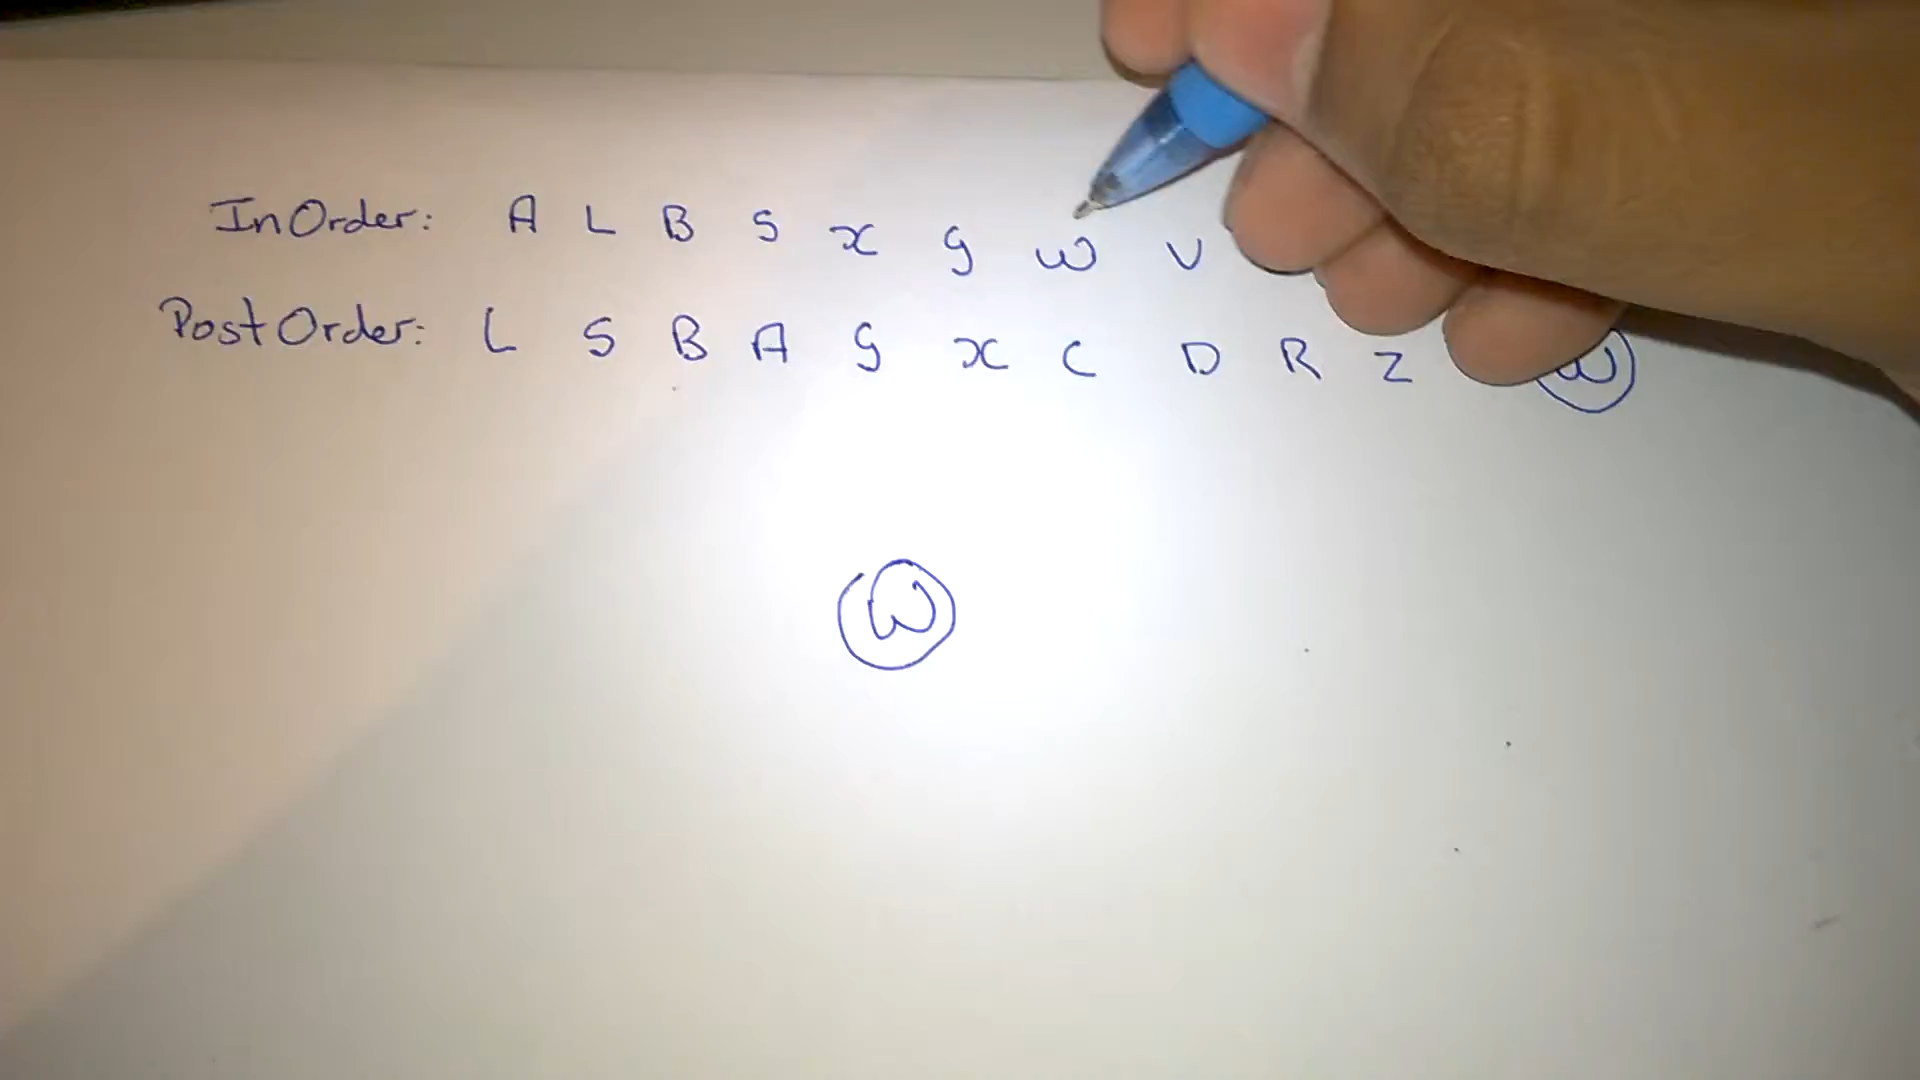 InOrder: A L B S x g w v
PostOrder: L S B A g x C D R Z W
W